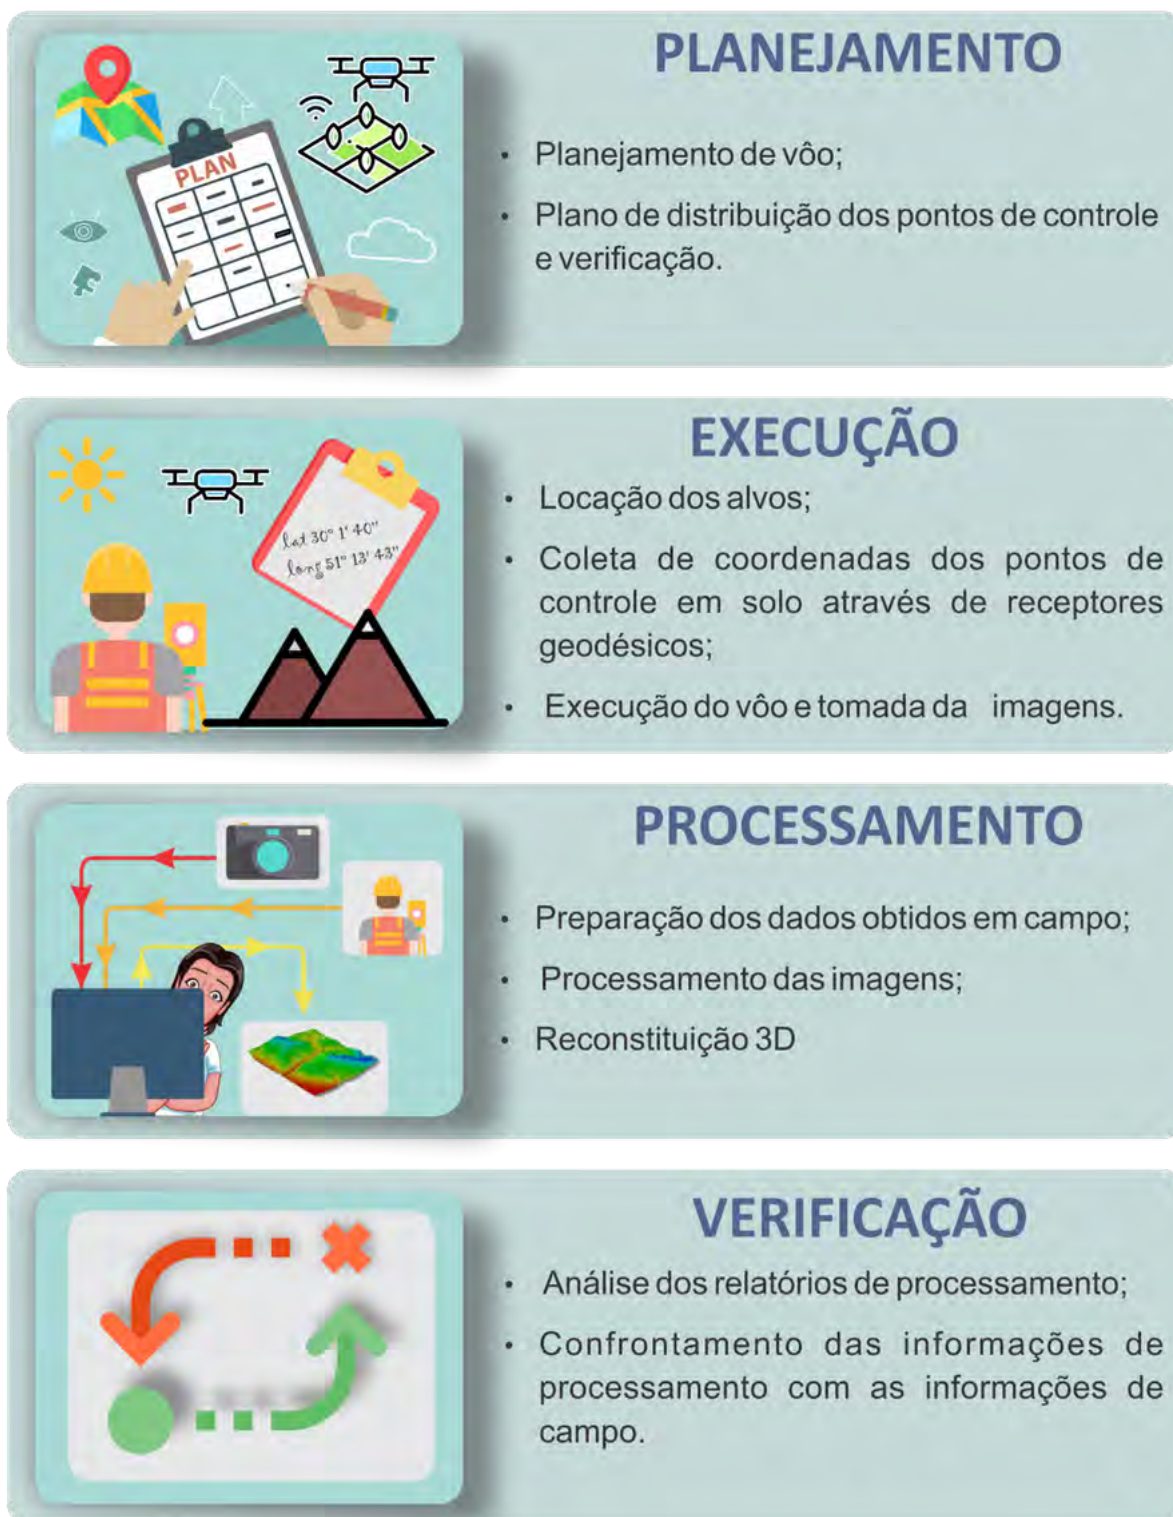 PLAN
PLANEJAMENTO
• Planejamento de vôo;
• Plano de distribuição dos pontos de controle
e verificação.
lat 30° 1' 40"
long 51° 13' 43"
EXECUÇÃO
• Locação dos alvos;
• Coleta de coordenadas dos pontos de
controle em solo através de receptores
geodésicos;
• Execução do vôo e tomada da imagens.
PROCESSAMENTO
• Preparação dos dados obtidos em campo;
• Processamento das imagens;
• Reconstituição 3D
VERIFICAÇÃO
• Análise dos relatórios de processamento;
• Confrontamento das informações de
processamento com as informações de
campo.